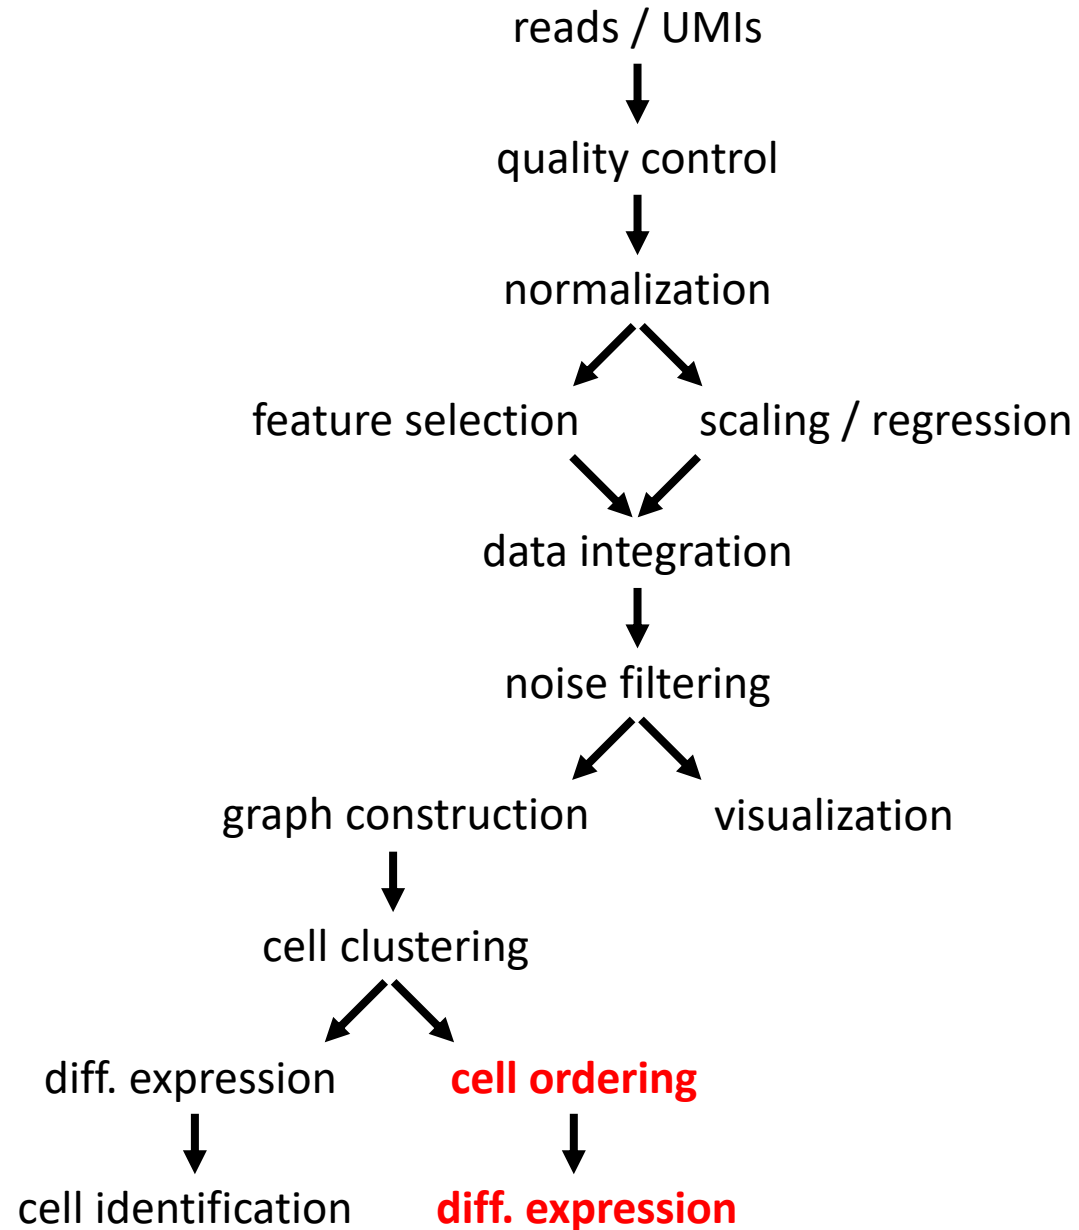 reads / UMIs
quality control
normalization
feature selection
scaling / regression
data integration
noise filtering
graph construction
visualization
cell clustering
diff. expression
cell ordering
cell identification
diff. expression